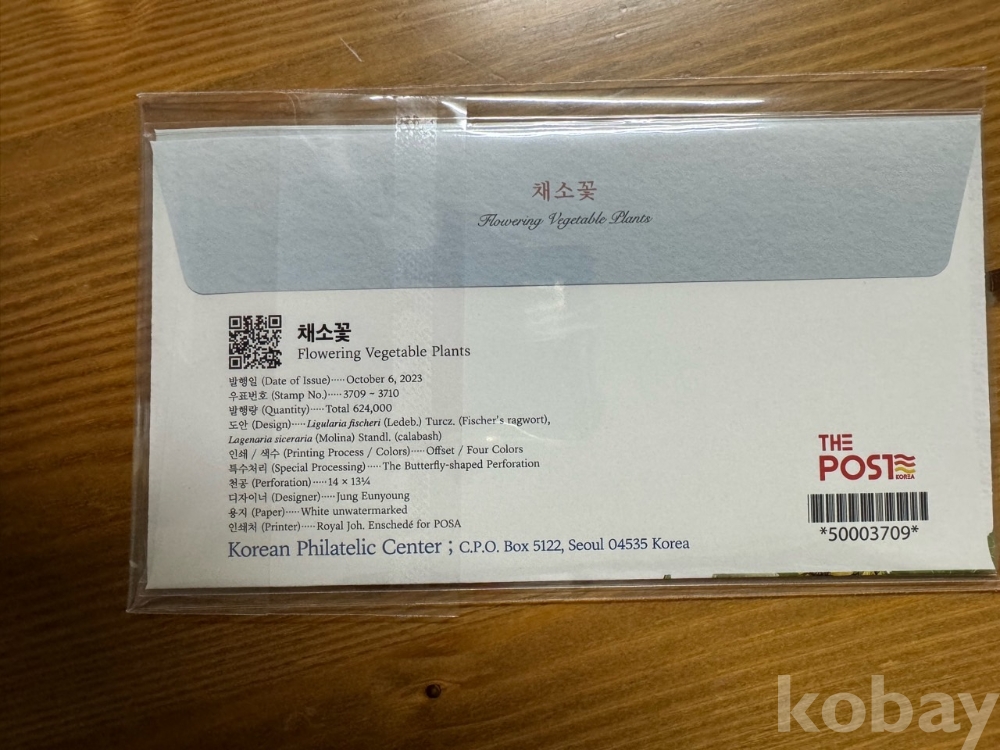 채소꽃
Flowering Vegetable Plants
채소꽃
Flowering Vegetable Plants
발행일 (Date of Issue)·····October 6, 2023
우표번호 (Stamp No.)·····3709 - 3710
발행량 (Quantity)·····Total 624,000
도안 (Design)·····Ligularia fischeri (Ledeb.) Turcz. (Fischer's ragwort),
Lagenaria siceraria (Molina) Standl. (calabash)
인쇄 / 색수 (Printing Process / Colors)·····Offset / Four Colors
특수처리 (Special Processing)·····The Butterfly-shaped Perforation
천공 (Perforation)·····14 × 13¼
디자이너 (Designer)·····Jung Eunyoung
용지 (Paper)·····White unwatermarked
인쇄처 (Printer)·····Royal Joh. Enschedé for POSA
Korean Philatelic Center ; C.P.O. Box 5122, Seoul 04535 Korea
THE
POST
KOREA
*50003709*
kobay